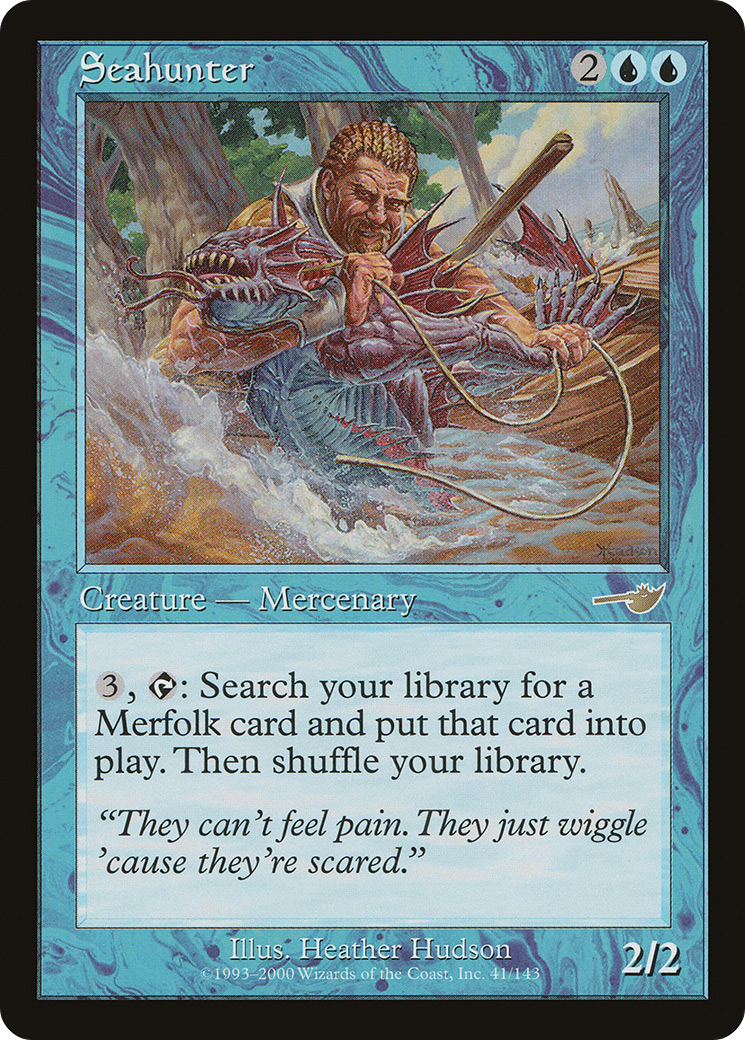 Seahunter 2
Hudson
Creature — Mercenary
3, : Search your library for a
Merfolk card and put that card into
play. Then shuffle your library.
“They can’t feel pain. They just wiggle
’cause they’re scared.”
Illus. Heather Hudson
©1993–2000 Wizards of the Coast, Inc. 41/143
2/2